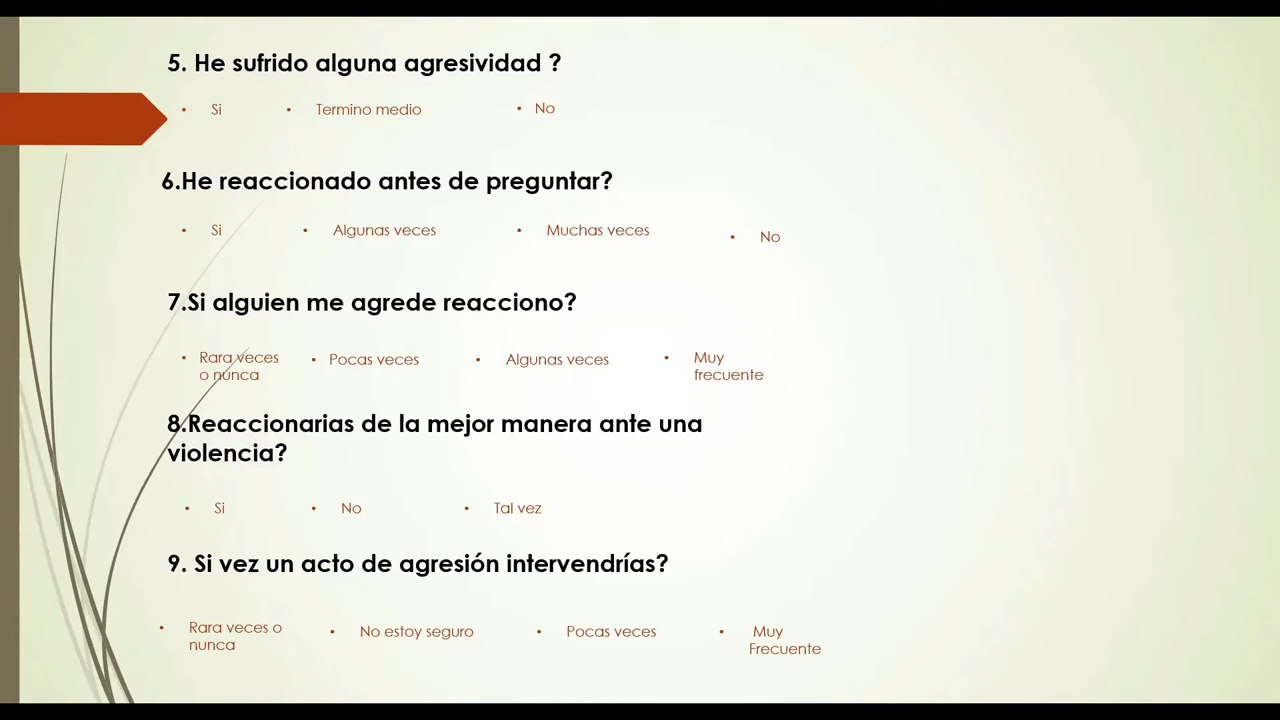 5. He sufrido alguna agresividad ?
• Si • Termino medio • No
6.He reaccionado antes de preguntar?
• Si • Algunas veces • Muchas veces • No
7.Si alguien me agrede reacciono?
• Rara veces • Pocas veces • Algunas veces • Muy
o nunca frecuente
8.Reaccionarias de la mejor manera ante una
violencia?
• Si • No • Tal vez
9. Si vez un acto de agresión intervendrías?
• Rara veces o • No estoy seguro • Pocas veces • Muy
nunca Frecuente